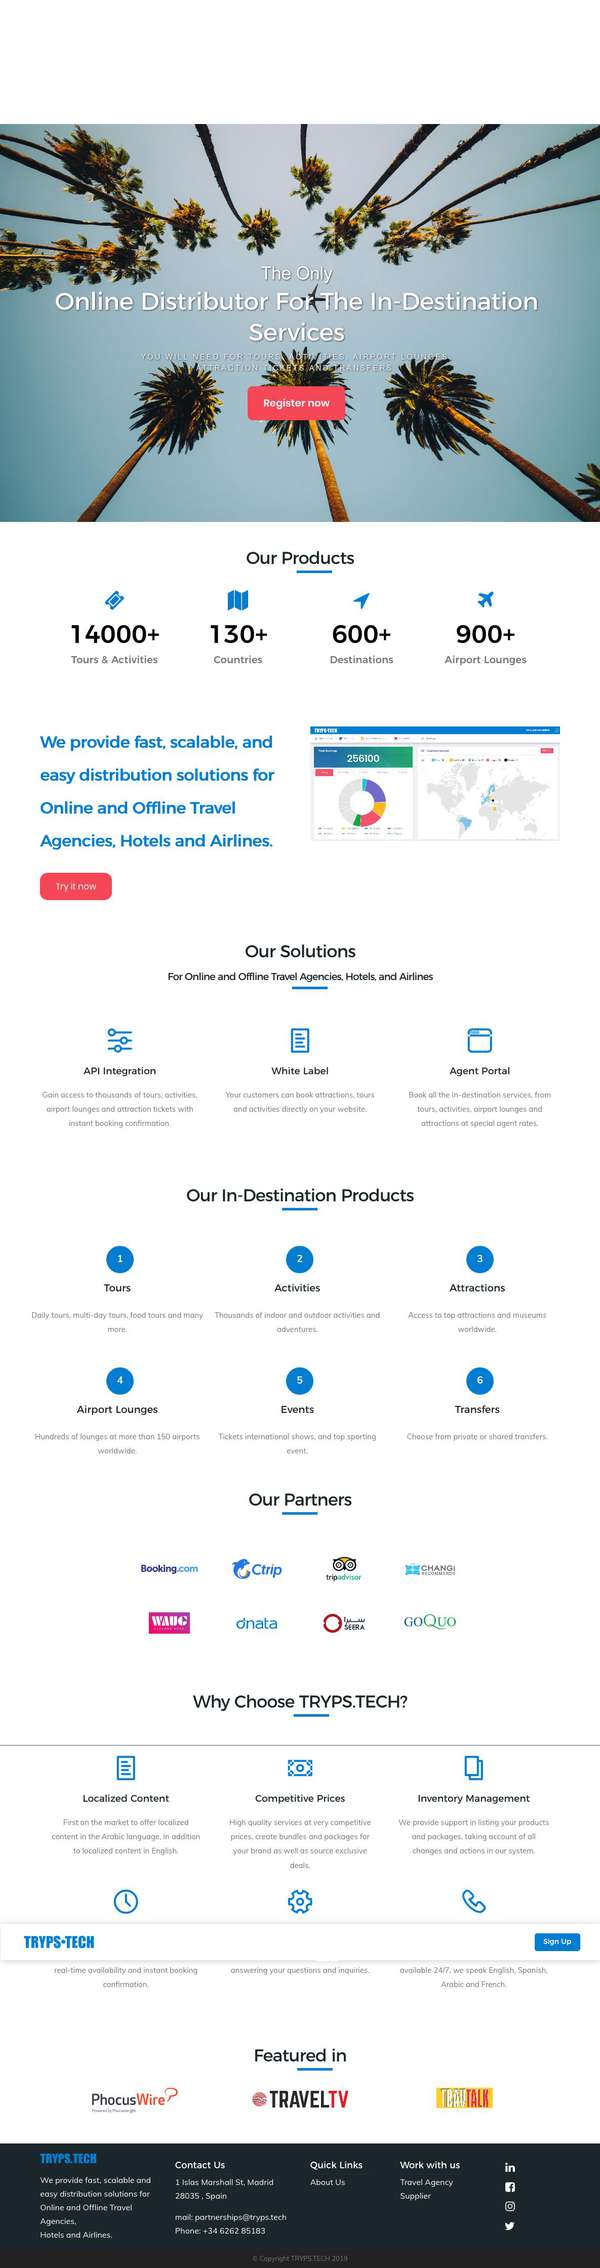 The Only
Online Distributor For The In-Destination
Services
YOU WILL NEED FOR TOURS, ACTIVITIES, AIRPORT LOUNGES,
ATTRACTION TICKETS AND TRANSFERS
Register now
Our Products
14000+
130+
600+
900+
Tours & Activities
Countries
Destinations
Airport Lounges
We provide fast, scalable, and
easy distribution solutions for
Online and Offline Travel
Agencies, Hotels and Airlines.
TRYPS•TECH
256100
Try it now
Our Solutions
For Online and Offline Travel Agencies, Hotels, and Airlines
API Integration
Gain access to thousands of tours, activities,
airport lounges and attraction tickets with
instant booking confirmation.
White Label
Your customers can book attractions, tours
and activities directly on your website.
Agent Portal
Book all the In-destination services, from
tours, activities, airport lounges and
attractions at special agent rates.
Our In-Destination Products
1
Tours
Daily tours, multi-day tours, food tours and many
more.
2
Activities
Thousands of indoor and outdoor activities and
adventures.
3
Attractions
Access to top attractions and museums
worldwide.
4
Airport Lounges
Hundreds of lounges at more than 150 airports
worldwide.
5
Events
Tickets international shows, and top sporting
event.
6
Transfers
Choose from private or shared transfers.
Our Partners
Booking.com
Ctrip
tripadvisor
CHANGI
RECOMMENDS
WAUG
dnata
سيرا
SEERA
GOQUO
Why Choose TRYPS.TECH?
Localized Content
First on the market to offer localized
content in the Arabic language, in addition
to localized content in English.
Competitive Prices
High quality services at very competitive
prices, create bundles and packages for
your brand as well as source exclusive
deals.
Inventory Management
We provide support in listing your products
and packages, taking account of all
changes and actions in our system.
TRYPS•TECH
Sign Up
real-time availability and instant booking
confirmation.
answering your questions and inquiries.
available 24/7, we speak English, Spanish,
Arabic and French.
Featured in
PhocusWire
Powered by Phocuswright
TRAVELTV
TRAVTALK
TRYPS.TECH
We provide fast, scalable and
easy distribution solutions for
Online and Offline Travel
Agencies,
Hotels and Airlines.
Contact Us
1 Islas Marshall St, Madrid
28035 , Spain
mail: partnerships@tryps.tech
Phone: +34 6262 85183
Quick Links
About Us
Work with us
Travel Agency
Supplier
© Copyright TRYPS.TECH 2019